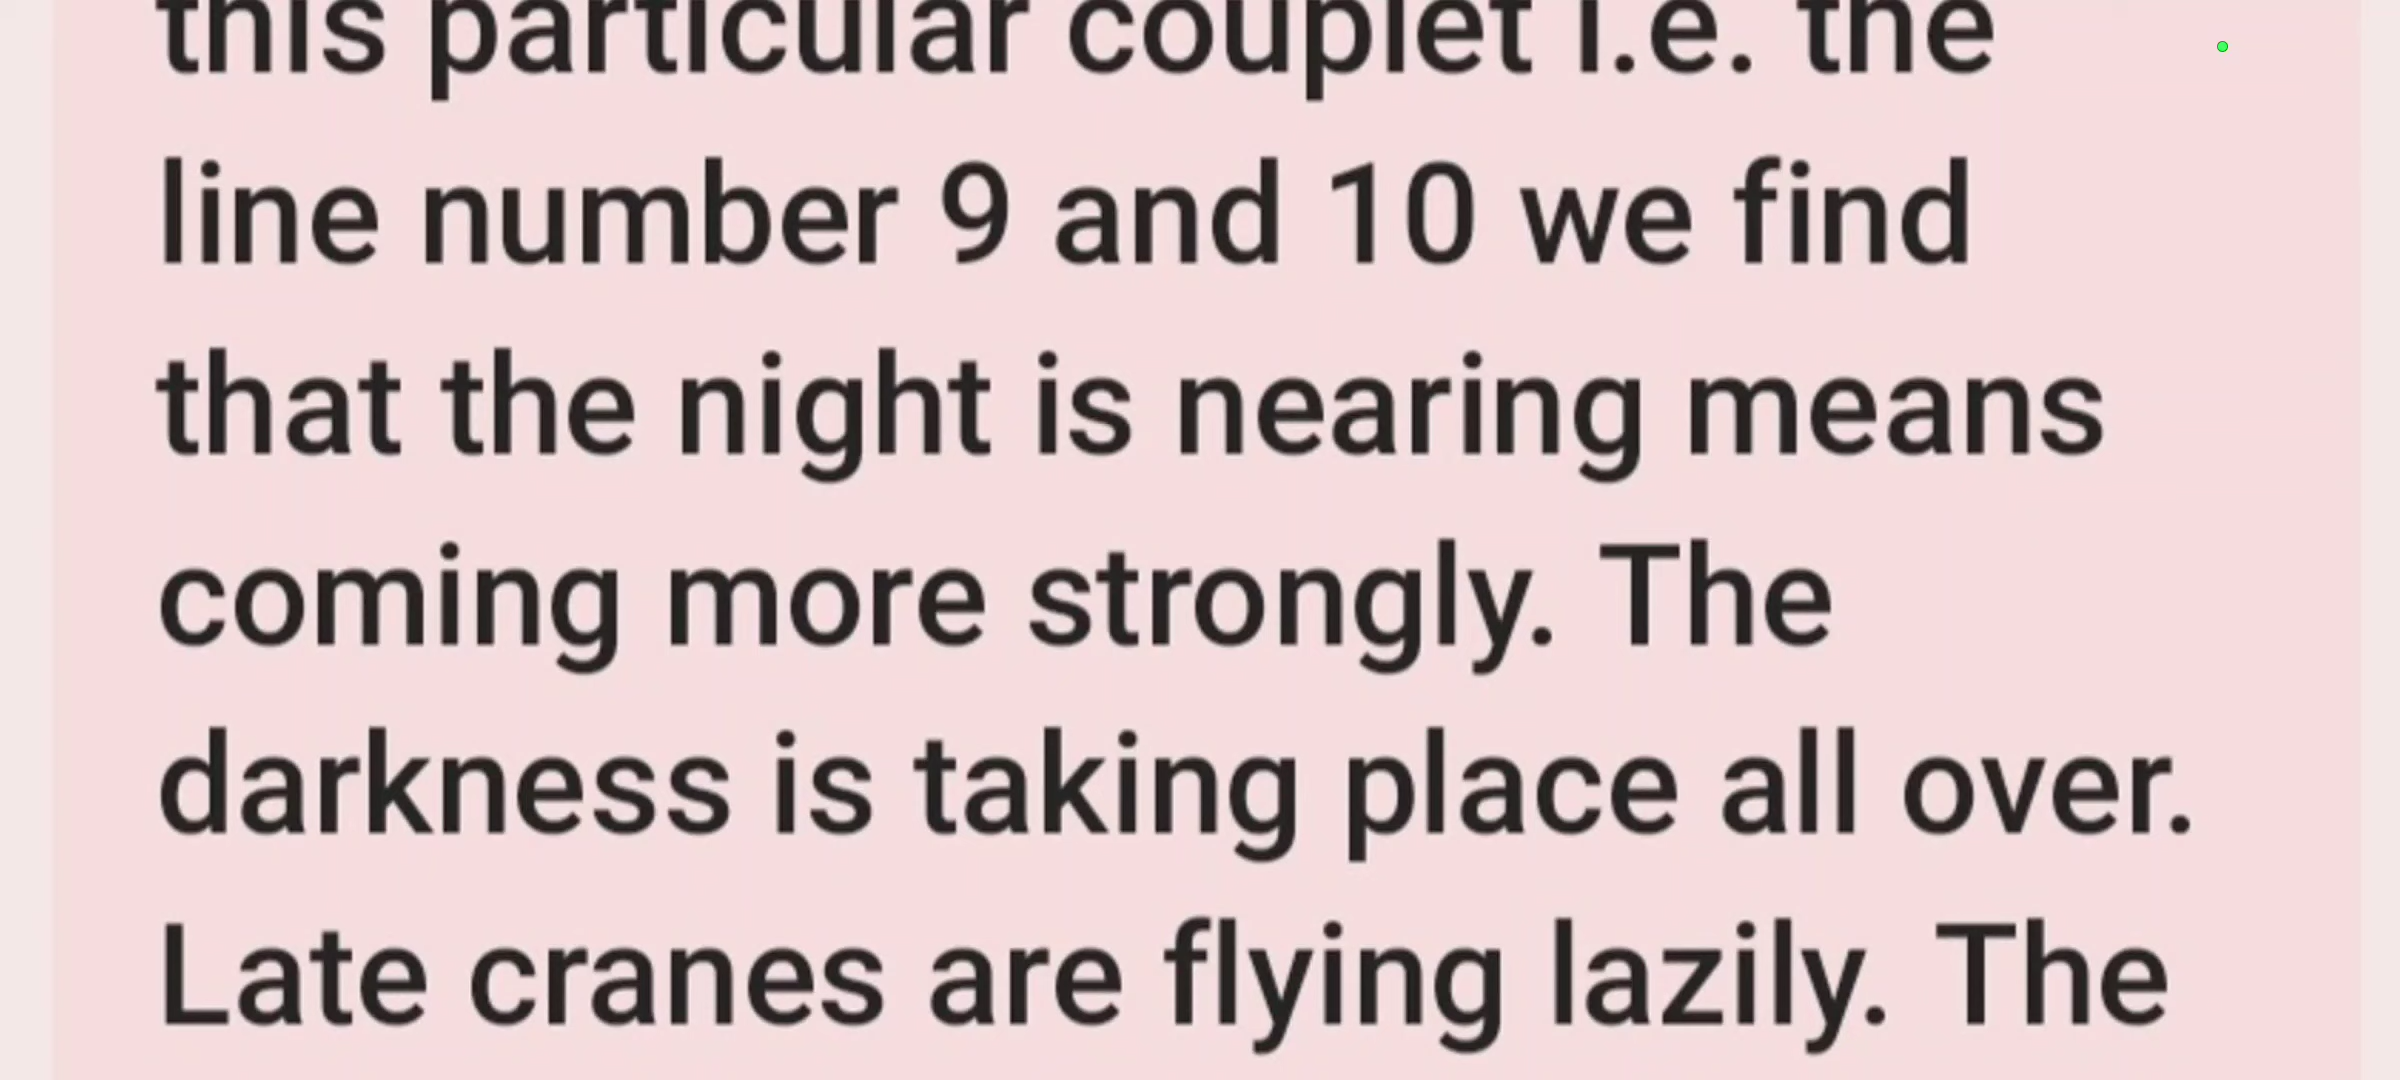 this particular couplet i.e. the
line number 9 and 10 we find
that the night is nearing means
coming more strongly. The
darkness is taking place all over.
Late cranes are flying lazily. The